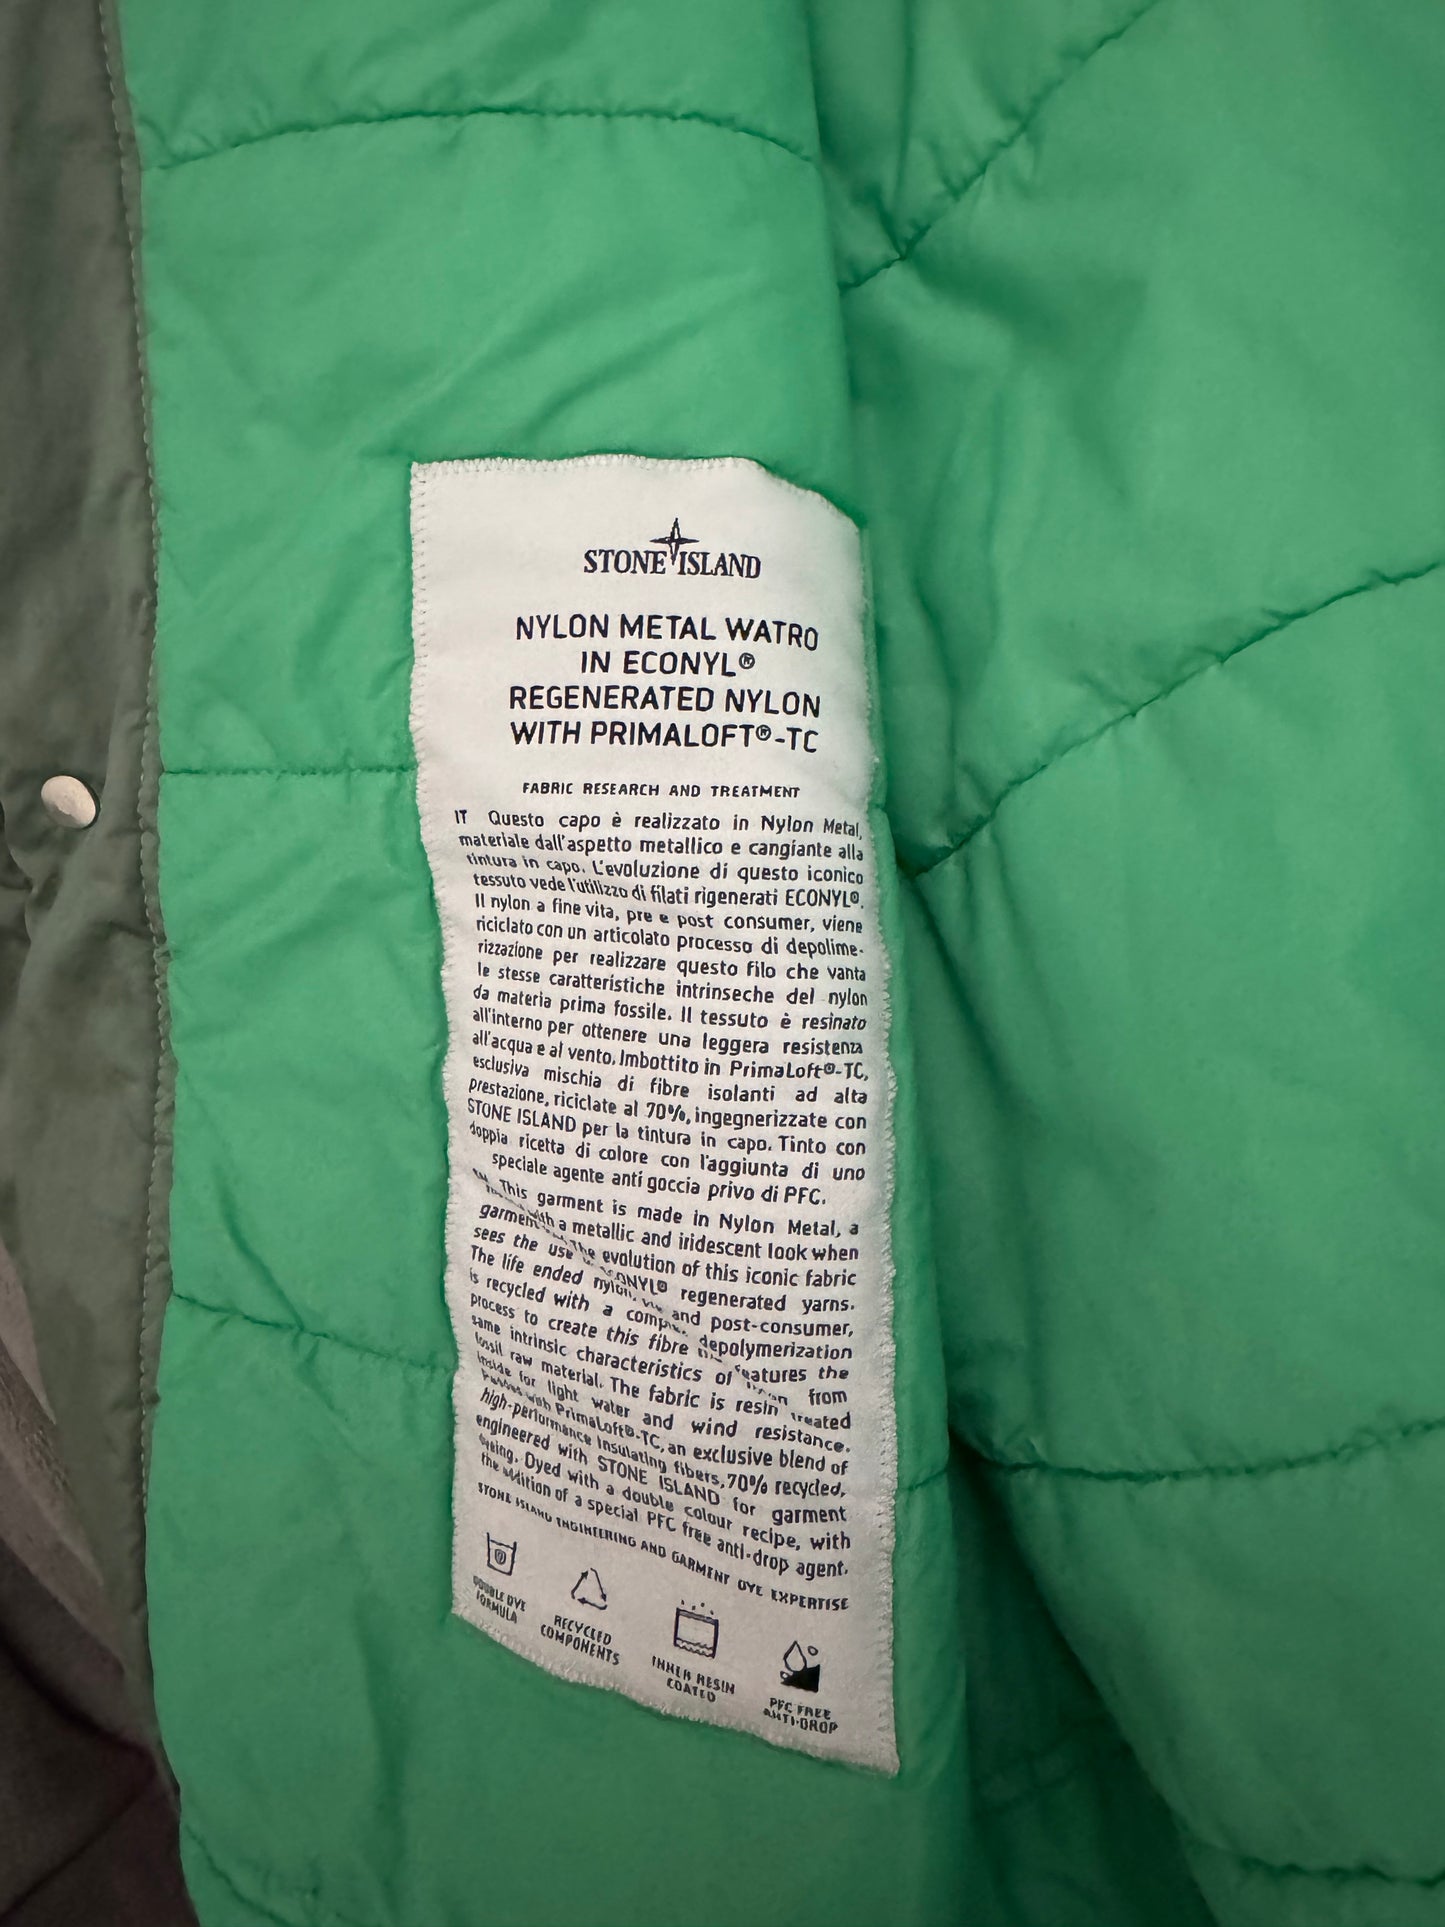 STONE ISLAND
NYLON METAL WATRO
IN ECONYL®
REGENERATED NYLON
WITH PRIMALOFT®-TC
FABRIC RESEARCH AND TREATMENT
IT Questo capo è realizzato in Nylon Metal,
materiale dall'aspetto metallico e cangiante alla
tintura in capo. L'evoluzione di questo iconico
tessuto vede l'utilizzo di filati rigenerati ECONYL®.
Il nylon a fine vita, pre e post consumer, viene
riciclato con un articolato processo di depolime-
rizzazione per realizzare questo filo che vanta
le stesse caratteristiche intrinseche del nylon
da materia prima fossile. Il tessuto è resinato
all'interno per ottenere una leggera resistenza
all'acqua e al vento. Imbottito in PrimaLoft®-TC,
esclusiva mischia di fibre isolanti ad alta
prestazione, riciclate al 70%, ingegnerizzate con
STONE ISLAND per la tintura in capo. Tinto con
doppia ricetta di colore con l'aggiunta di uno
speciale agente anti goccia privo di PFC.
This garment is made in Nylon Metal, a
with a metallic and iridescent look when
garment The evolution of this iconic fabric
sees the use ECONYL® regenerated yarns.
The life ended nylon, and post-consumer,
is recycled with a depolymerization
process to create this fibre features the
same intrinsic characteristics of from
fossil raw material. The fabric is resin treated
inside for light water and wind resistance.
with PrimaLoft®-TC, an exclusive blend of
high-performance insulating fibers, 70% recycled,
engineered with STONE ISLAND for garment
dyeing. Dyed with a double colour recipe, with
the addition of a special PFC free anti-drop agent.
STONE ISLAND ENGINEERING AND GARMENT DYE EXPERTISE
DOUBLE DYE
FORMULA
RECYCLED
COMPONENTS
INNER RESIN
COATED
PFC FREE
ANTI-DROP